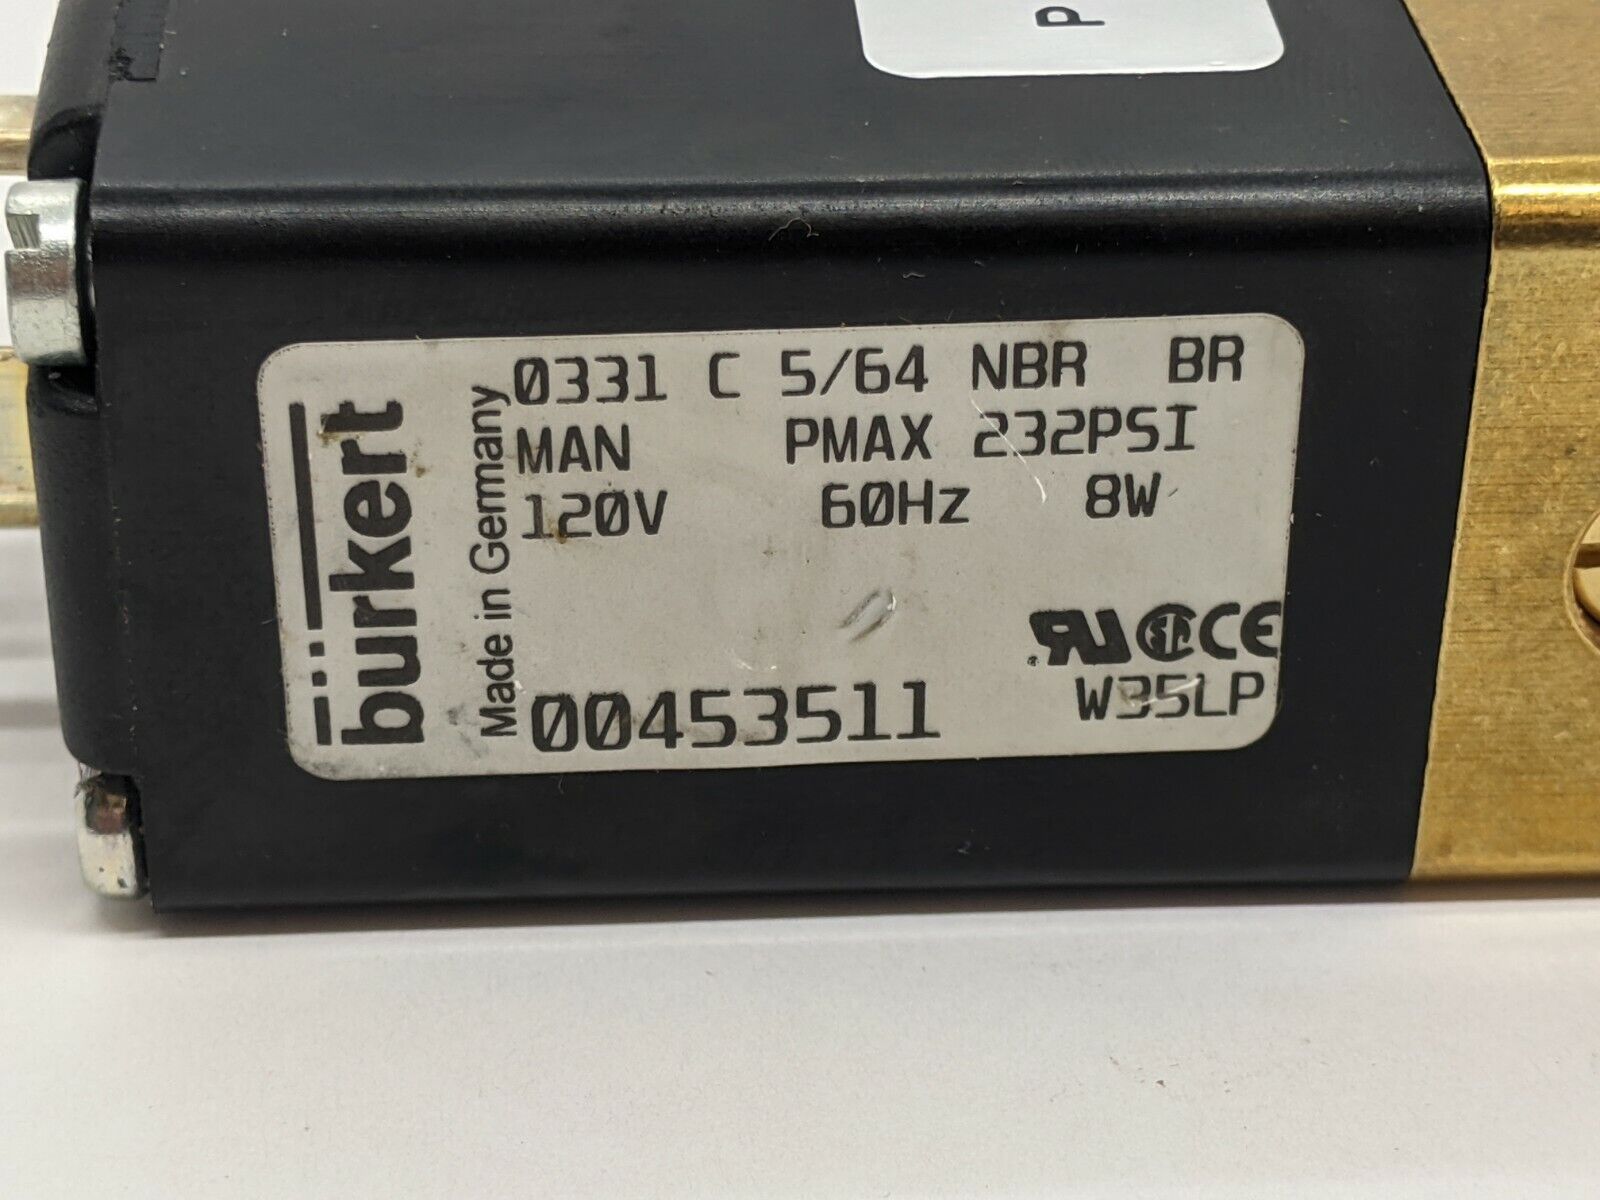 P
bürkert
Made in Germany
0331 C 5/64 NBR BR
MAN PMAX 232PSI
120V 60Hz 8W
00453511
W35LP